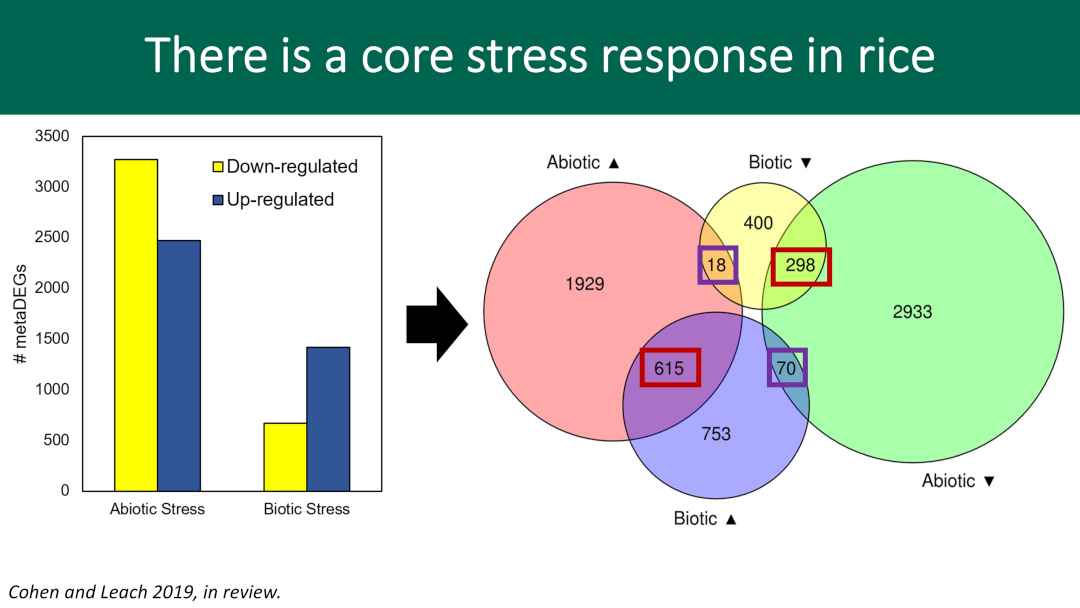 There is a core stress response in rice
3500
3000
2500
2000
1500
1000
500
0
# metaDEGs
Down-regulated
Up-regulated
Abiotic Stress
Biotic Stress
Abiotic ▲
Biotic ▼
400
18
298
1929
2933
615
70
753
Abiotic ▼
Biotic ▲
Cohen and Leach 2019, in review.